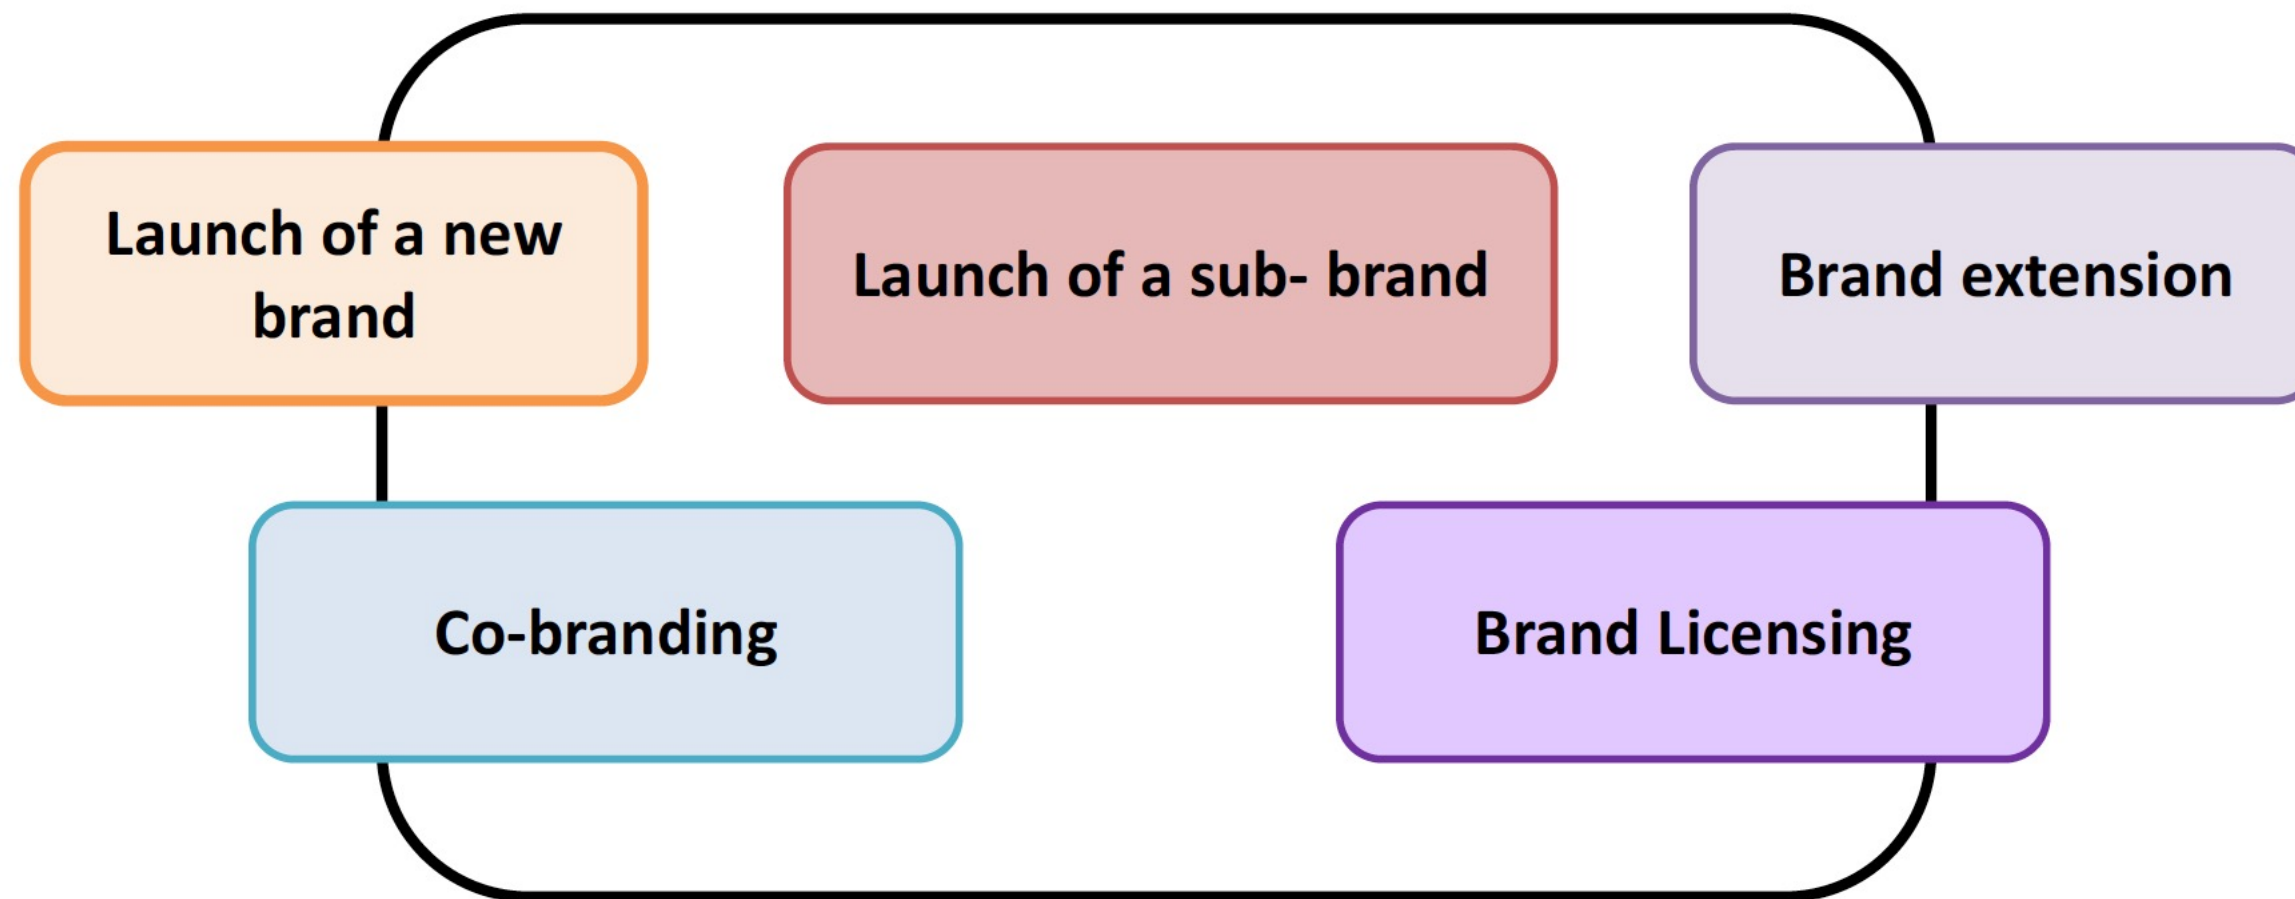 Launch of a new
brand
Launch of a sub- brand
Brand extension
Co-branding
Brand Licensing